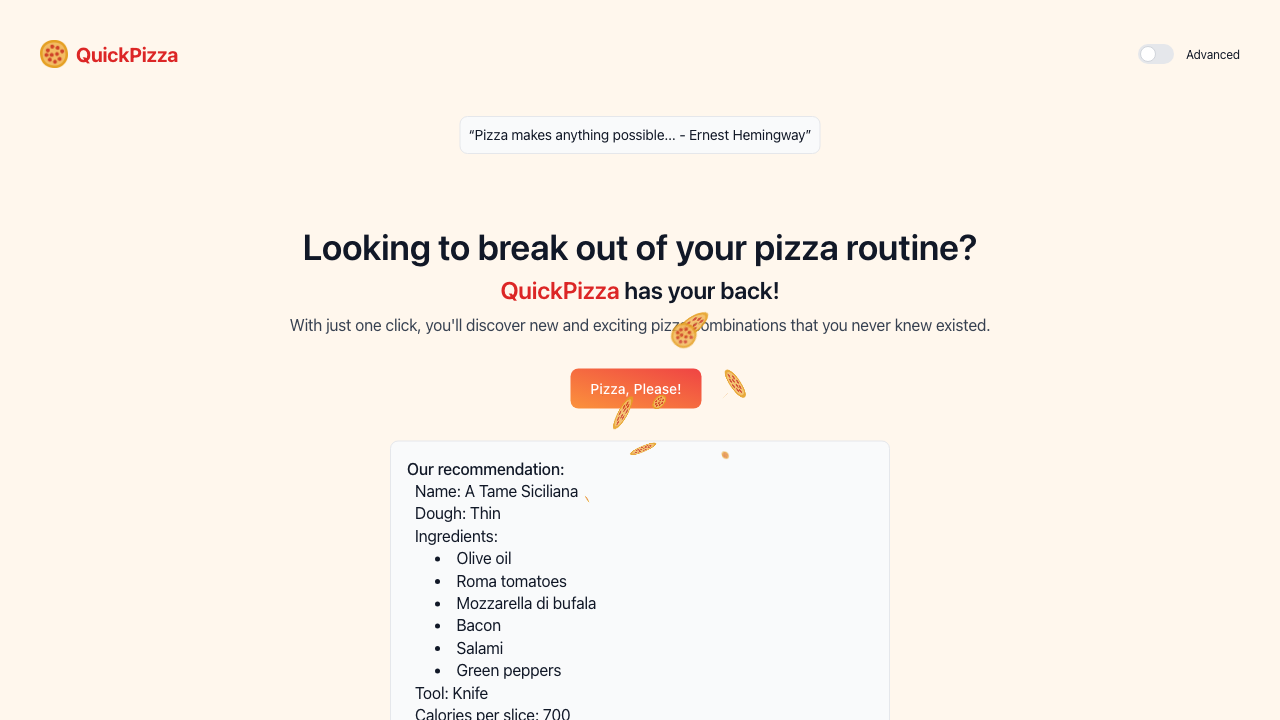 QuickPizza
Advanced
“Pizza makes anything possible... - Ernest Hemingway”
Looking to break out of your pizza routine?
QuickPizza has your back!
With just one click, you'll discover new and exciting pizza combinations that you never knew existed.
Pizza, Please!
Our recommendation:
Name: A Tame Siciliana
Dough: Thin
Ingredients:
• Olive oil
• Roma tomatoes
• Mozzarella di bufala
• Bacon
• Salami
• Green peppers
Tool: Knife
Calories per slice: 700